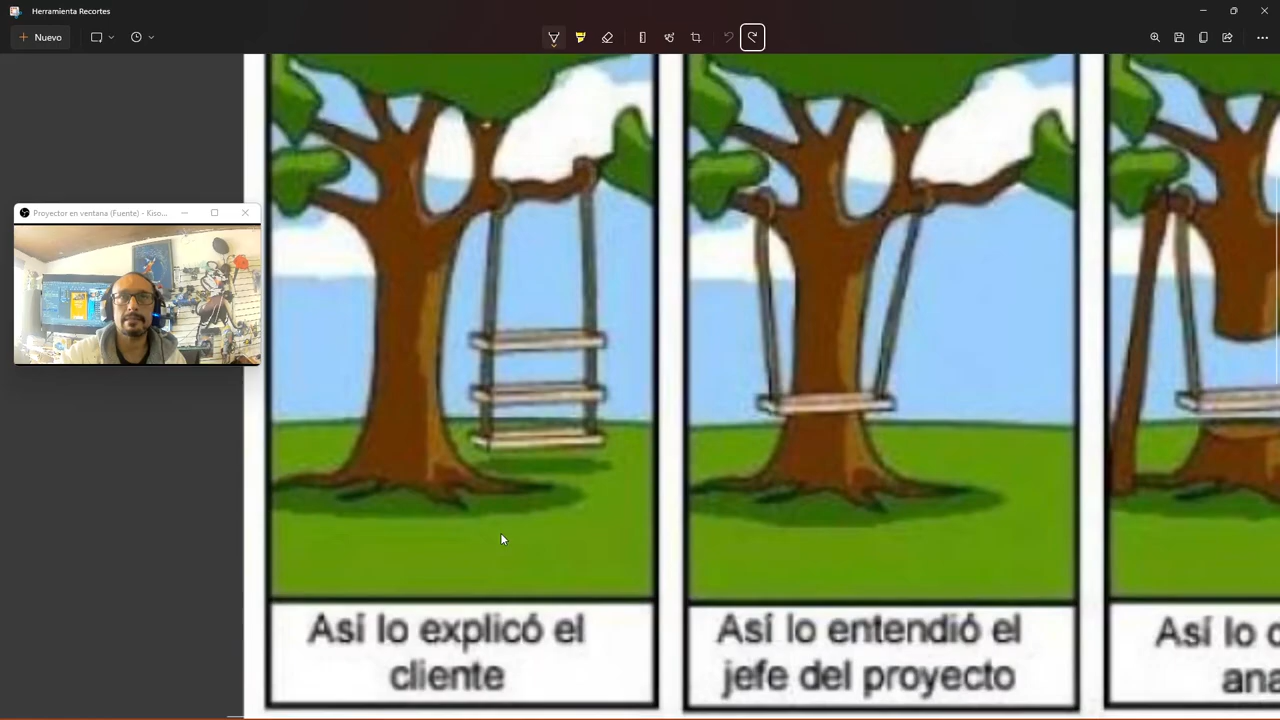 Herramienta Recortes
Nuevo
Proyector en ventana (Fuente) - Kiso...
Así lo explicó el
cliente
Así lo entendió el
jefe del proyecto
Así lo
ana